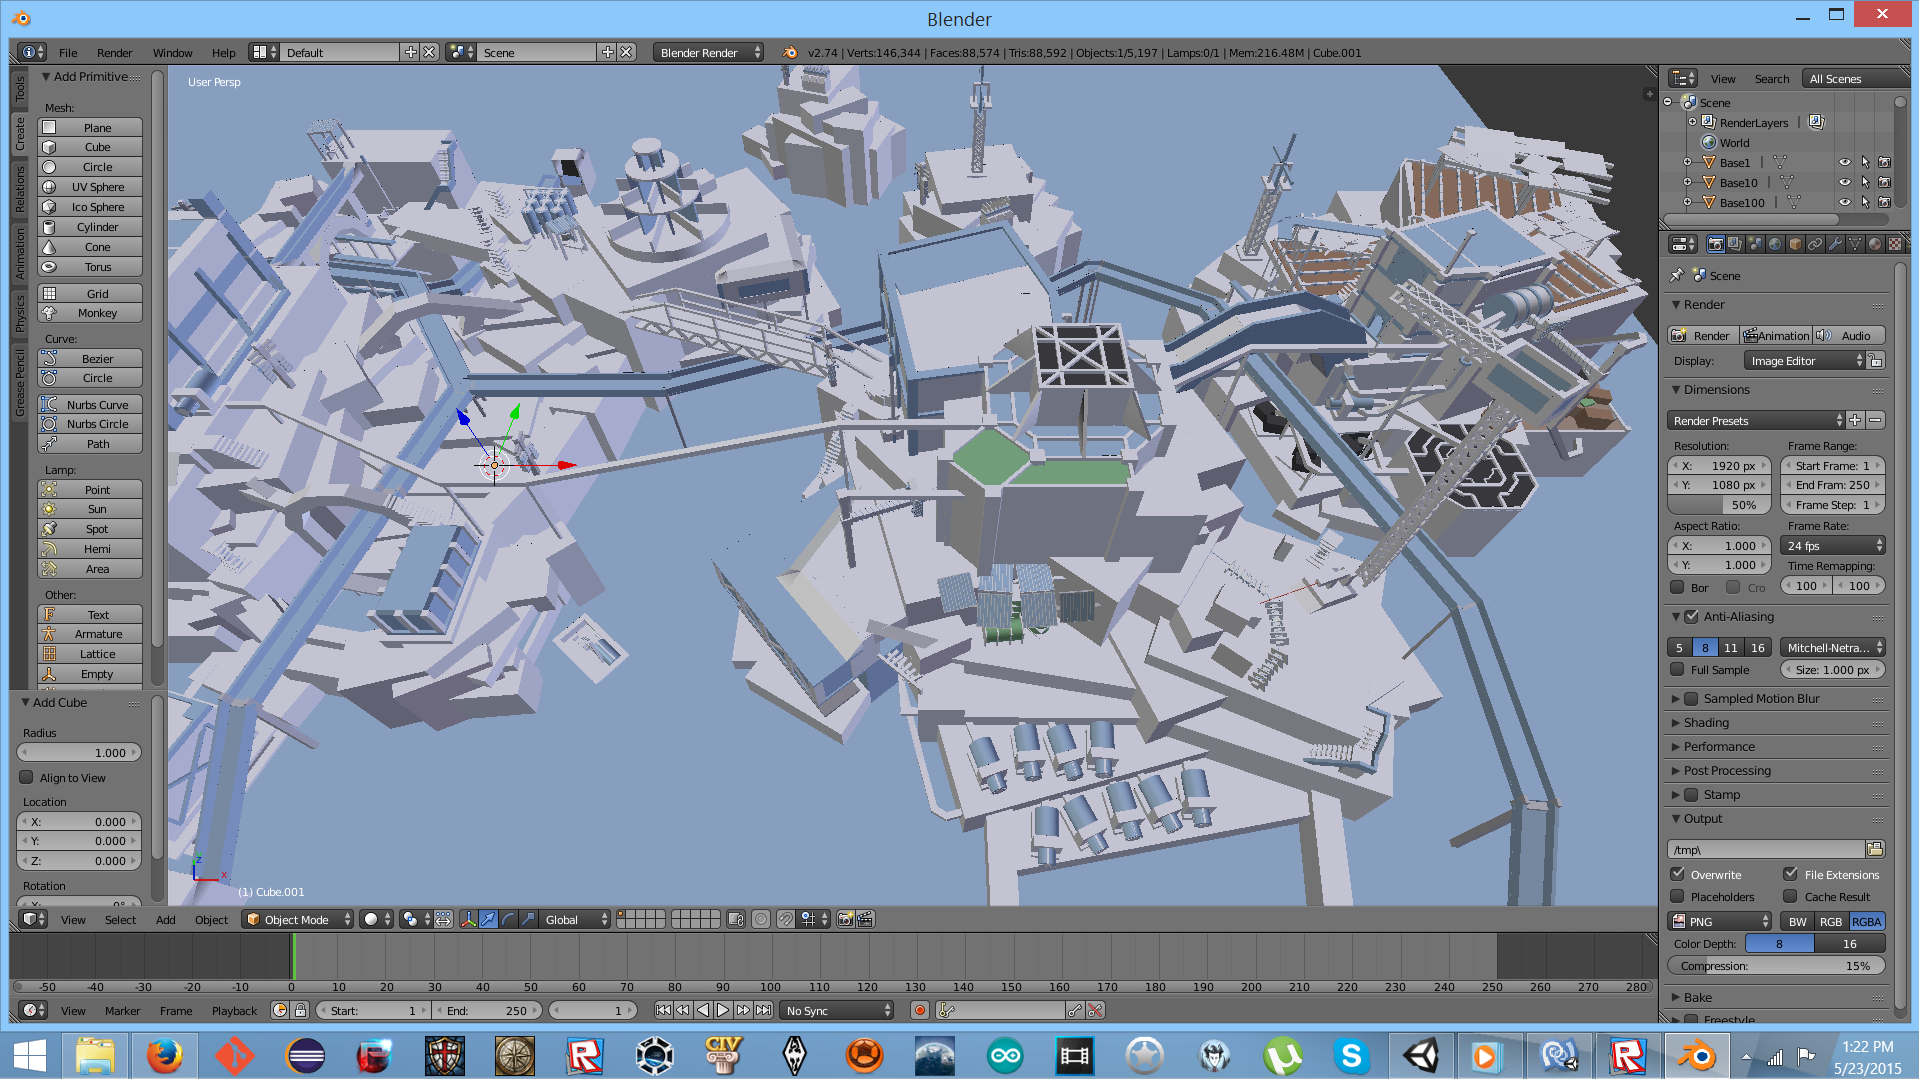 Blender
File Render Window Help Default Scene Blender Render v2.74 | Verts:146,344 | Faces:88,574 | Tris:88,592 | Objects:1/5,197 | Lamps:0/1 | Mem:216.48M | Cube.001
Tools
Create
Relations
Animation
Physics
Grease Pencil
Add Primitive
Mesh:
Plane
Cube
Circle
UV Sphere
Ico Sphere
Cylinder
Cone
Torus
Grid
Monkey
Curve:
Bezier
Circle
Nurbs Curve
Nurbs Circle
Path
Lamp:
Point
Sun
Spot
Hemi
Area
Other:
Text
Armature
Lattice
Empty
Add Cube
Radius
1.000
Align to View
Location
X: 0.000
Y: 0.000
Z: 0.000
Rotation
User Persp
z
x
(1) Cube.001
View Select Add Object Object Mode Global
-50 -40 -30 -20 -10 0 10 20 30 40 50 60 70 80 90 100 110 120 130 140 150 160 170 180 190 200 210 220 230 240 250 260 270 280
View Marker Frame Playback Start: 1 End: 250 1 No Sync
View Search All Scenes
Scene
RenderLayers
World
Base1
Base10
Base100
Scene
Render
Render Animation Audio
Display: Image Editor
Dimensions
Render Presets
Resolution: Frame Range:
X: 1920 px Start Frame: 1
Y: 1080 px End Fram: 250
50% Frame Step: 1
Aspect Ratio: Frame Rate:
X: 1.000 24 fps
Y: 1.000 Time Remapping:
Bor Cro 100 100
Anti-Aliasing
5 8 11 16 Mitchell-Netra...
Full Sample Size: 1.000 px
Sampled Motion Blur
Shading
Performance
Post Processing
Stamp
Output
/tmp\
Overwrite File Extensions
Placeholders Cache Result
PNG BW RGB RGBA
Color Depth: 8 16
Compression: 15%
Bake
Freestyle
CIV
1:22 PM
5/23/2015